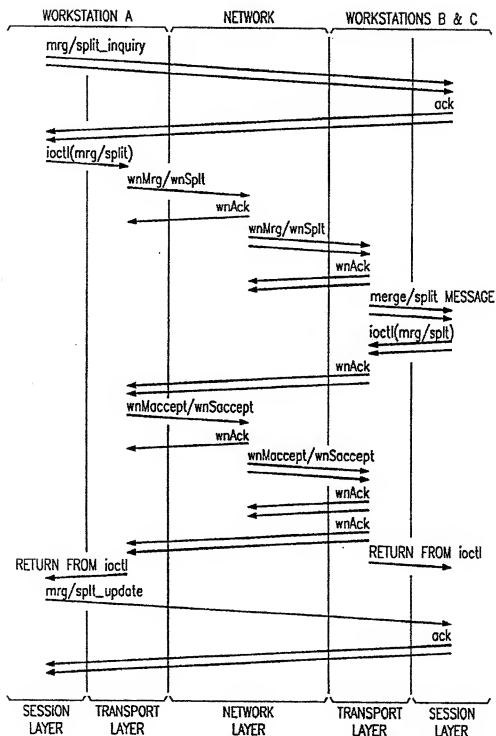 WORKSTATION A
NETWORK
WORKSTATIONS B & C
mrg/split_inquiry
ack
ioctl(mrg/split)
wnMrg/wnSplt
wnAck
wnMrg/wnSplt
wnAck
merge/split MESSAGE
ioctl(mrg/splt)
wnAck
wnMaccept/wnSaccept
wnAck
wnMaccept/wnSaccept
wnAck
wnAck
RETURN FROM ioctl
RETURN FROM ioctl
mrg/splt_update
ack
SESSION LAYER
TRANSPORT LAYER
NETWORK LAYER
TRANSPORT LAYER
SESSION LAYER